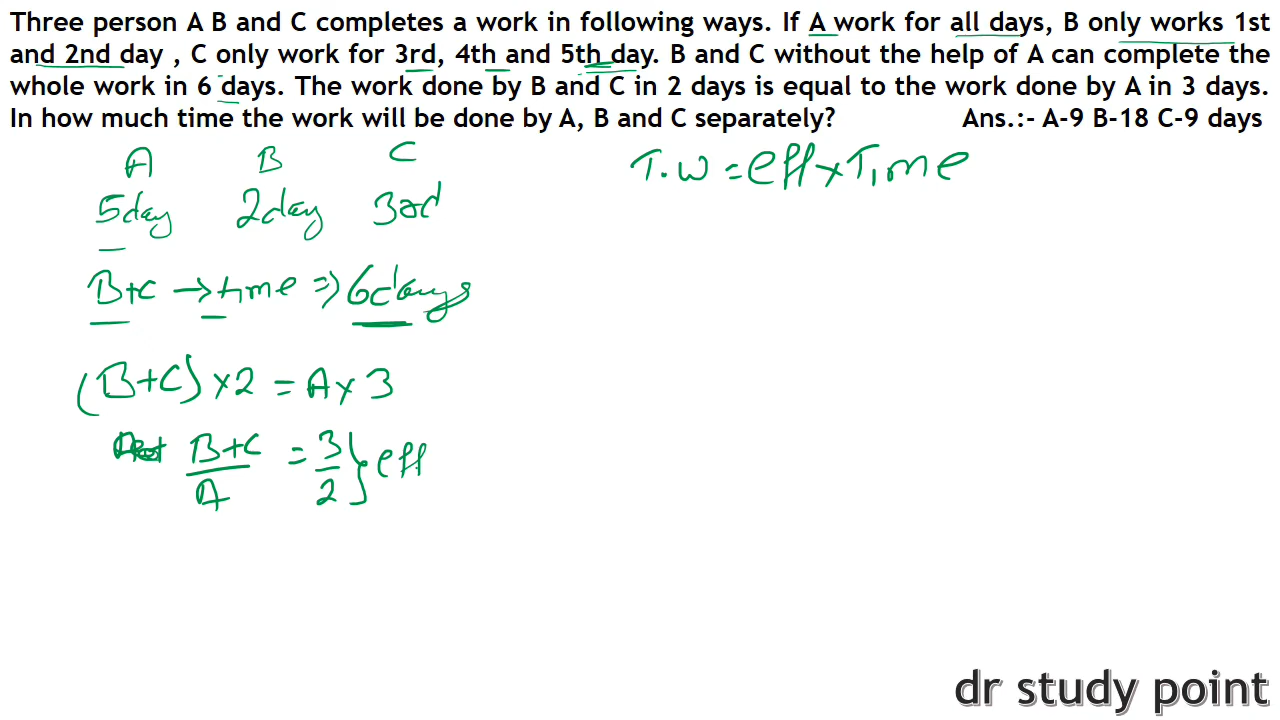 Three person A B and C completes a work in following ways. If A work for all days, B only works 1st
and 2nd day , C only work for 3rd, 4th and 5th day. B and C without the help of A can complete the
whole work in 6 days. The work done by B and C in 2 days is equal to the work done by A in 3 days.
In how much time the work will be done by A, B and C separately? Ans.:- A-9 B-18 C-9 days
A B C
T.W = eff x Time
5day 2day 3rd
B+C → time ⇒ 6days
(B+C) x 2 = A x 3
B+C/A = 3/2 } eff
dr study point